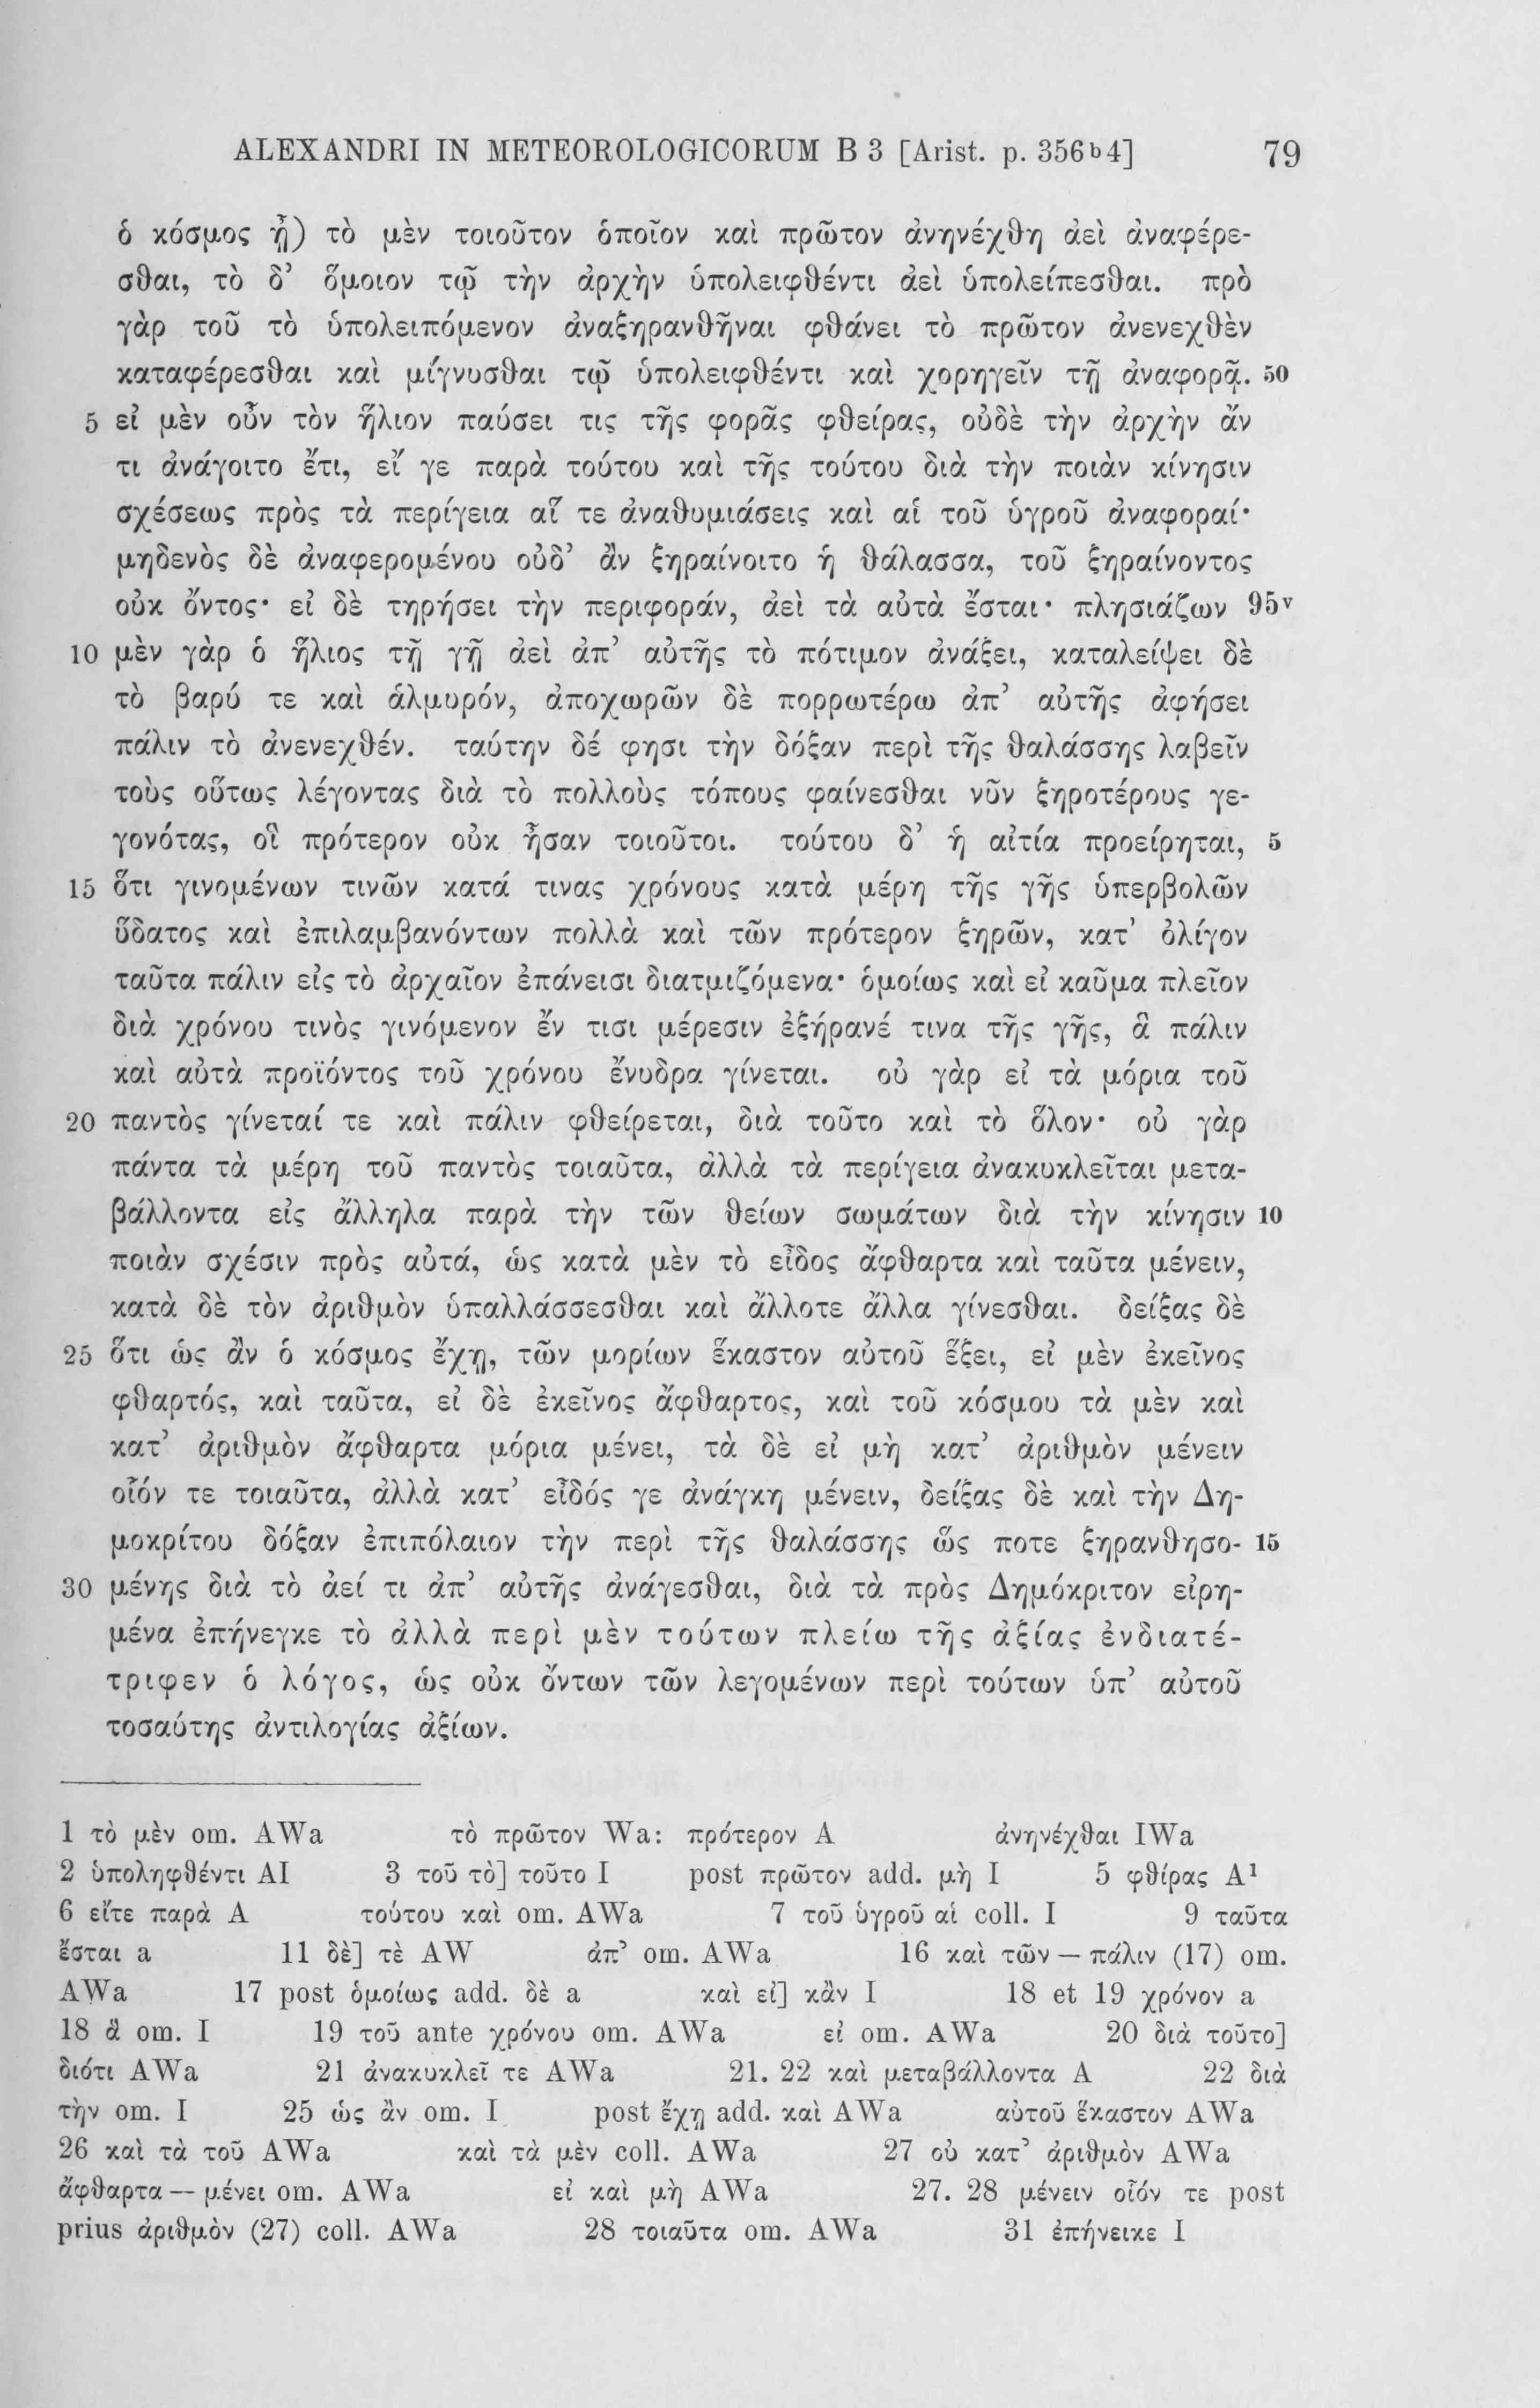 ALEXANDRI IN METEOROLOGICORUM B 3 [Arist. p. 356b4] 79
ὁ κόσμος ᾖ) τὸ μὲν τοιοῦτον ὁποῖον καὶ πρῶτον ἀνηνέχθη ἀεὶ ἀναφέρε-
σθαι, τὸ δ’ ὅμοιον τῷ τὴν ἀρχὴν ὑπολειφθέντι ἀεὶ ὑπολείπεσθαι. πρὸ
γὰρ τοῦ τὸ ὑπολειπόμενον ἀναξηρανθῆναι φθάνει τὸ πρῶτον ἀνενεχθὲν
καταφέρεσθαι καὶ μίγνυσθαι τῷ ὑπολειφθέντι καὶ χορηγεῖν τῇ ἀναφορᾷ. 50
5 εἰ μὲν οὖν τὸν ἥλιον παύσει τις τῆς φορᾶς φθείρας, οὐδὲ τὴν ἀρχὴν ἄν
τι ἀνάγοιτο ἔτι, εἴ γε παρὰ τούτου καὶ τῆς τούτου διὰ τὴν ποιὰν κίνησιν
σχέσεως πρὸς τὰ περίγεια αἵ τε ἀναθυμιάσεις καὶ αἱ τοῦ ὑγροῦ ἀναφοραί·
μηδενὸς δὲ ἀναφερομένου οὐδ’ ἂν ξηραίνοιτο ἡ θάλασσα, τοῦ ξηραίνοντος
οὐκ ὄντος· εἰ δὲ τηρήσει τὴν περιφοράν, ἀεὶ τὰ αὐτὰ ἔσται· πλησιάζων 95v
10 μὲν γὰρ ὁ ἥλιος τῇ γῇ ἀεὶ ἀπ’ αὐτῆς τὸ πότιμον ἀνάξει, καταλείψει δὲ
τὸ βαρύ τε καὶ ἁλμυρόν, ἀποχωρῶν δὲ πορρωτέρω ἀπ’ αὐτῆς ἀφήσει
πάλιν τὸ ἀνενεχθέν. ταύτην δέ φησι τὴν δόξαν περὶ τῆς θαλάσσης λαβεῖν
τοὺς οὕτως λέγοντας διὰ τὸ πολλοὺς τόπους φαίνεσθαι νῦν ξηροτέρους γε-
γονότας, οἳ πρότερον οὐκ ἦσαν τοιοῦτοι. τούτου δ’ ἡ αἰτία προείρηται, 5
15 ὅτι γινομένων τινῶν κατά τινας χρόνους κατὰ μέρη τῆς γῆς ὑπερβολῶν
ὕδατος καὶ ἐπιλαμβανόντων πολλὰ καὶ τῶν πρότερον ξηρῶν, κατ’ ὀλίγον
ταῦτα πάλιν εἰς τὸ ἀρχαῖον ἐπάνεισι διατμιζόμενα· ὁμοίως καὶ εἰ καῦμα πλεῖον
διὰ χρόνου τινὸς γινόμενον ἔν τισι μέρεσιν ἐξήρανέ τινα τῆς γῆς, ἃ πάλιν
καὶ αὐτὰ προϊόντος τοῦ χρόνου ἔνυδρα γίνεται. οὐ γὰρ εἰ τὰ μόρια τοῦ
20 παντὸς γίνεταί τε καὶ πάλιν φθείρεται, διὰ τοῦτο καὶ τὸ ὅλον· οὐ γὰρ
πάντα τὰ μέρη τοῦ παντὸς τοιαῦτα, ἀλλὰ τὰ περίγεια ἀνακυκλεῖται μετα-
βάλλοντα εἰς ἄλληλα παρὰ τὴν τῶν θείων σωμάτων διὰ τὴν κίνησιν 10
ποιὰν σχέσιν πρὸς αὐτά, ὡς κατὰ μὲν τὸ εἶδος ἄφθαρτα καὶ ταῦτα μένειν,
κατὰ δὲ τὸν ἀριθμὸν ὑπαλλάσσεσθαι καὶ ἄλλοτε ἄλλα γίνεσθαι. δείξας δὲ
25 ὅτι ὡς ἂν ὁ κόσμος ἔχῃ, τῶν μορίων ἕκαστον αὐτοῦ ἕξει, εἰ μὲν ἐκεῖνος
φθαρτός, καὶ ταῦτα, εἰ δὲ ἐκεῖνος ἄφθαρτος, καὶ τοῦ κόσμου τὰ μὲν καὶ
κατ’ ἀριθμὸν ἄφθαρτα μόρια μένει, τὰ δὲ εἰ μὴ κατ’ ἀριθμὸν μένειν
οἷόν τε τοιαῦτα, ἀλλὰ κατ’ εἶδός γε ἀνάγκη μένειν, δείξας δὲ καὶ τὴν Δη-
μοκρίτου δόξαν ἐπιπόλαιον τὴν περὶ τῆς θαλάσσης ὥς ποτε ξηρανθησο- 15
30 μένης διὰ τὸ ἀεί τι ἀπ’ αὐτῆς ἀνάγεσθαι, διὰ τὰ πρὸς Δημόκριτον εἰρη-
μένα ἐπήνεγκε τὸ ἀλλὰ περὶ μὲν τούτων πλείω τῆς ἀξίας ἐνδιατέ-
τριφεν ὁ λόγος, ὡς οὐκ ὄντων τῶν λεγομένων περὶ τούτων ὑπ’ αὐτοῦ
τοσαύτης ἀντιλογίας ἀξίων.
1 τὸ μὲν om. AWa τὸ πρῶτον Wa: πρότερον A ἀνηνέχθαι IWa
2 ὑποληφθέντι AI 3 τοῦ τὸ] τοῦτο I post πρῶτον add. μὴ I 5 φθίρας A¹
6 εἴτε παρὰ A τούτου καὶ om. AWa 7 τοῦ ὑγροῦ αἱ coll. I 9 ταῦτα
ἔσται a 11 δὲ] τὲ AW ἀπ’ om. AWa 16 καὶ τῶν — πάλιν (17) om.
AWa 17 post ὁμοίως add. δὲ a καὶ εἰ] κἂν I 18 et 19 χρόνον a
18 ἃ om. I 19 τοῦ ante χρόνου om. AWa εἰ om. AWa 20 διὰ τοῦτο]
διότι AWa 21 ἀνακυκλεῖ τε AWa 21. 22 καὶ μεταβάλλοντα A 22 διὰ
τὴν om. I 25 ὡς ἂν om. I post ἔχῃ add. καὶ AWa αὐτοῦ ἕκαστον AWa
26 καὶ τὰ τοῦ AWa καὶ τὰ μὲν coll. AWa 27 οὐ κατ’ ἀριθμὸν AWa
ἄφθαρτα — μένει om. AWa εἰ καὶ μὴ AWa 27. 28 μένειν οἷόν τε post
prius ἀριθμὸν (27) coll. AWa 28 τοιαῦτα om. AWa 31 ἐπήνεικε I